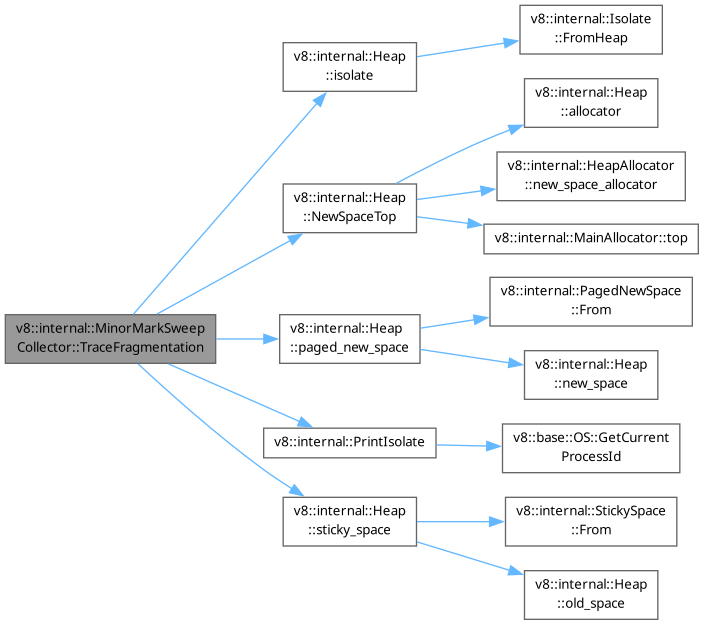 v8::internal::Isolate
::FromHeap
v8::internal::Heap
::isolate
v8::internal::Heap
::allocator
v8::internal::HeapAllocator
::new_space_allocator
v8::internal::Heap
::NewSpaceTop
v8::internal::MainAllocator::top
v8::internal::PagedNewSpace
::From
v8::internal::MinorMarkSweep
Collector::TraceFragmentation
v8::internal::Heap
::paged_new_space
v8::internal::Heap
::new_space
v8::internal::PrintIsolate
v8::base::OS::GetCurrent
ProcessId
v8::internal::Heap
::sticky_space
v8::internal::StickySpace
::From
v8::internal::Heap
::old_space